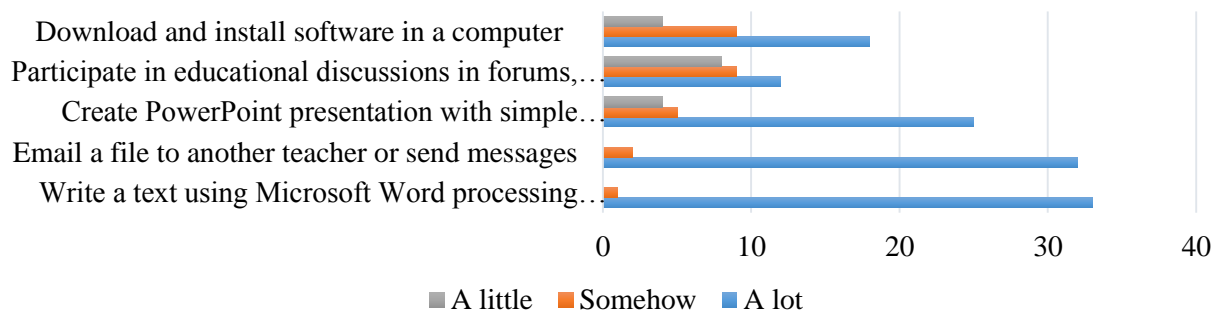 Download and install software in a computer
Participate in educational discussions in forums,…
Create PowerPoint presentation with simple…
Email a file to another teacher or send messages
Write a text using Microsoft Word processing…
0 10 20 30 40
A little Somehow A lot